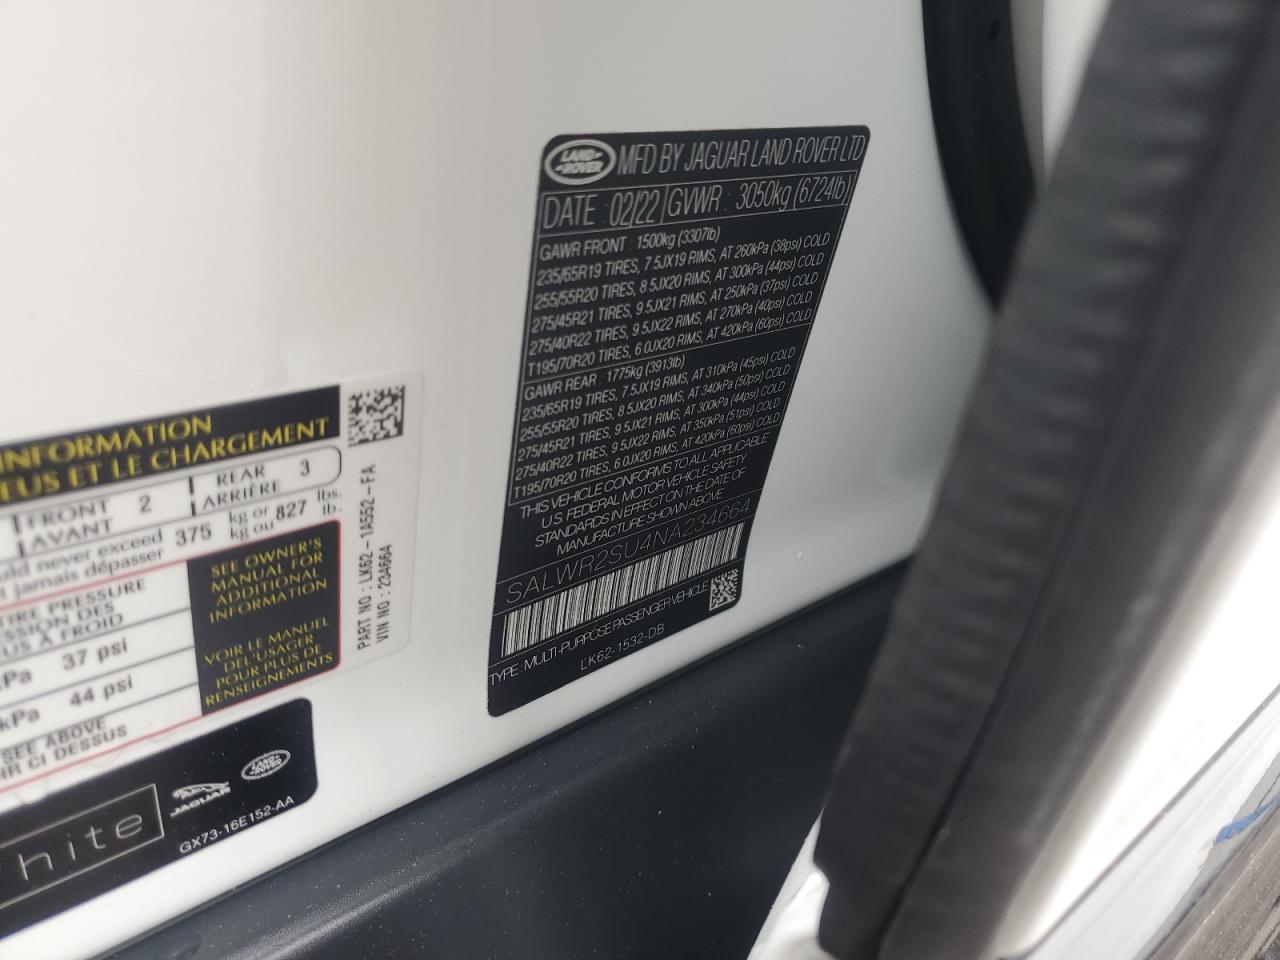 LAND ROVER
MFD BY JAGUAR LAND ROVER LTD
DATE : 02/22 GVWR : 3050kg (6724lb)
GAWR FRONT : 1500kg (3307lb)
235/65R19 TIRES, 7.5JX19 RIMS, AT 260kPa (38psi) COLD
255/55R20 TIRES, 8.5JX20 RIMS, AT 300kPa (44psi) COLD
275/45R21 TIRES, 9.5JX21 RIMS, AT 250kPa (37psi) COLD
275/40R22 TIRES, 9.5JX22 RIMS, AT 270kPa (40psi) COLD
T195/70R20 TIRES, 6.0JX20 RIMS, AT 420kPa (60psi) COLD
GAWR REAR : 1775kg (3913lb)
235/65R19 TIRES, 7.5JX19 RIMS, AT 310kPa (45psi) COLD
255/55R20 TIRES, 8.5JX20 RIMS, AT 340kPa (50psi) COLD
275/45R21 TIRES, 9.5JX21 RIMS, AT 300kPa (44psi) COLD
275/40R22 TIRES, 9.5JX22 RIMS, AT 350kPa (51psi) COLD
T195/70R20 TIRES, 6.0JX20 RIMS, AT 420kPa (60psi) COLD
THIS VEHICLE CONFORMS TO ALL APPLICABLE
U.S. FEDERAL MOTOR VEHICLE SAFETY
STANDARDS IN EFFECT ON THE DATE OF
MANUFACTURE SHOWN ABOVE
SALWR2SU4NA234664
TYPE: MULTI-PURPOSE PASSENGER VEHICLE
LK62-1532-DB
INFORMATION
ET LE CHARGEMENT
FRONT 2 REAR 3
AVANT ARRIÈRE
never exceed 375 kg or 827 lbs.
jamais dépasser kg ou lb.
PRESSURE
DES
À FROID
37 psi
kPa 44 psi
SEE ABOVE
CI DESSUS
SEE OWNER'S
MANUAL FOR
ADDITIONAL
INFORMATION
VOIR LE MANUEL
DE L'USAGER
POUR PLUS DE
RENSEIGNEMENTS
PART NO : LK62-1A552-FA
VIN NO : 234664
JAGUAR
LAND ROVER
GX73-16E152-AA